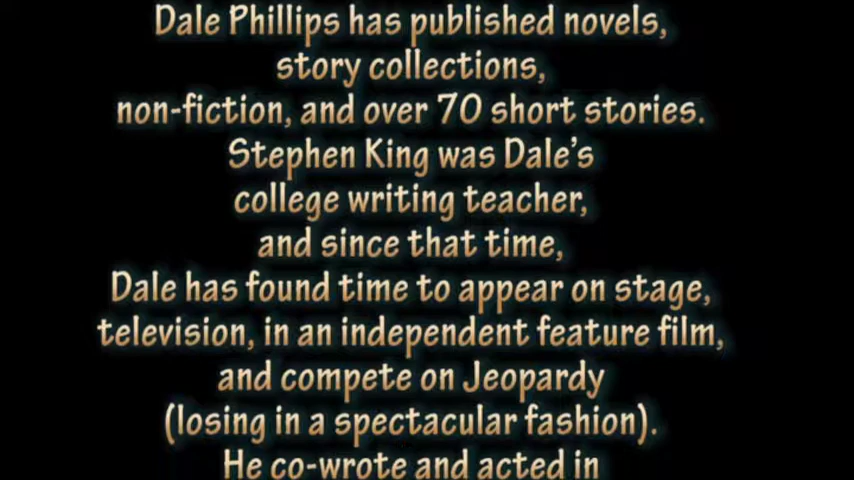 Dale Phillips has published novels,
story collections,
non-fiction, and over 70 short stories.
Stephen King was Dale's
college writing teacher,
and since that time,
Dale has found time to appear on stage,
television, in an independent feature film,
and compete on Jeopardy
(losing in a spectacular fashion).
He co-wrote and acted in